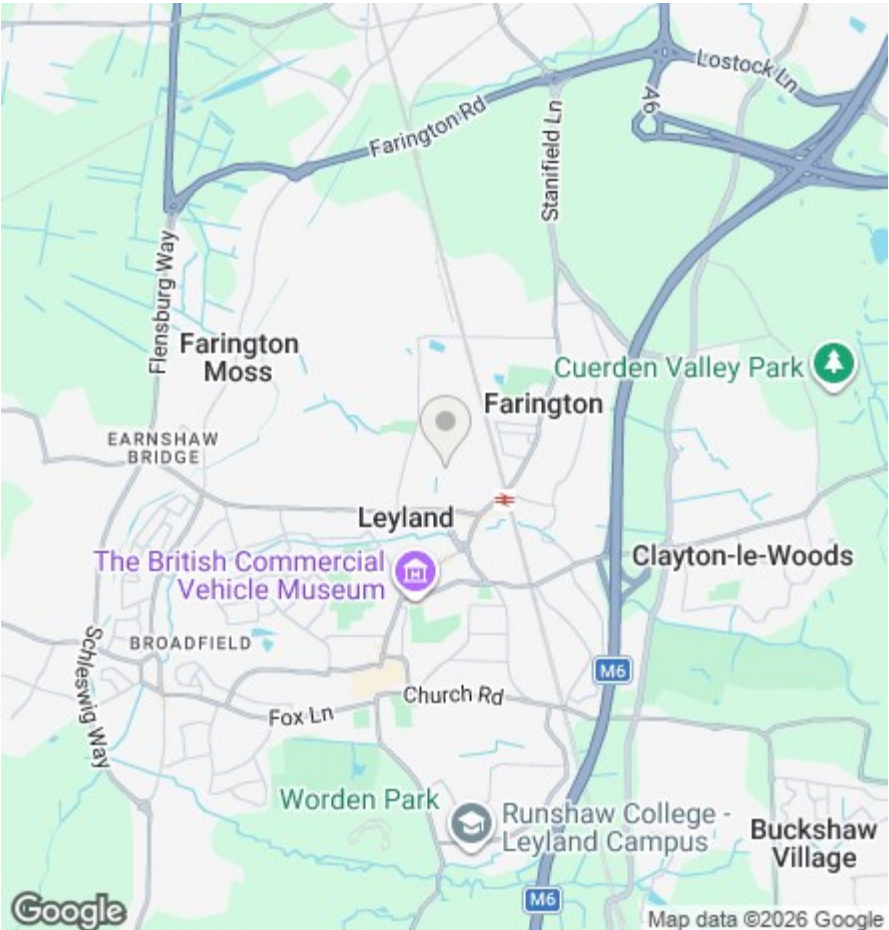 Lostock Ln
A6
Farington Rd
Stanifield Ln
Flensburg Way
Farington
Moss
Cuerden Valley Park
Farington
EARNSHAW
BRIDGE
Leyland
The British Commercial
Vehicle Museum
Clayton-le-Woods
BROADFIELD
Schleswig Way
M6
Church Rd
Fox Ln
Worden Park
Runshaw College -
Leyland Campus
Buckshaw
Village
M6
Google
Map data ©2026 Google